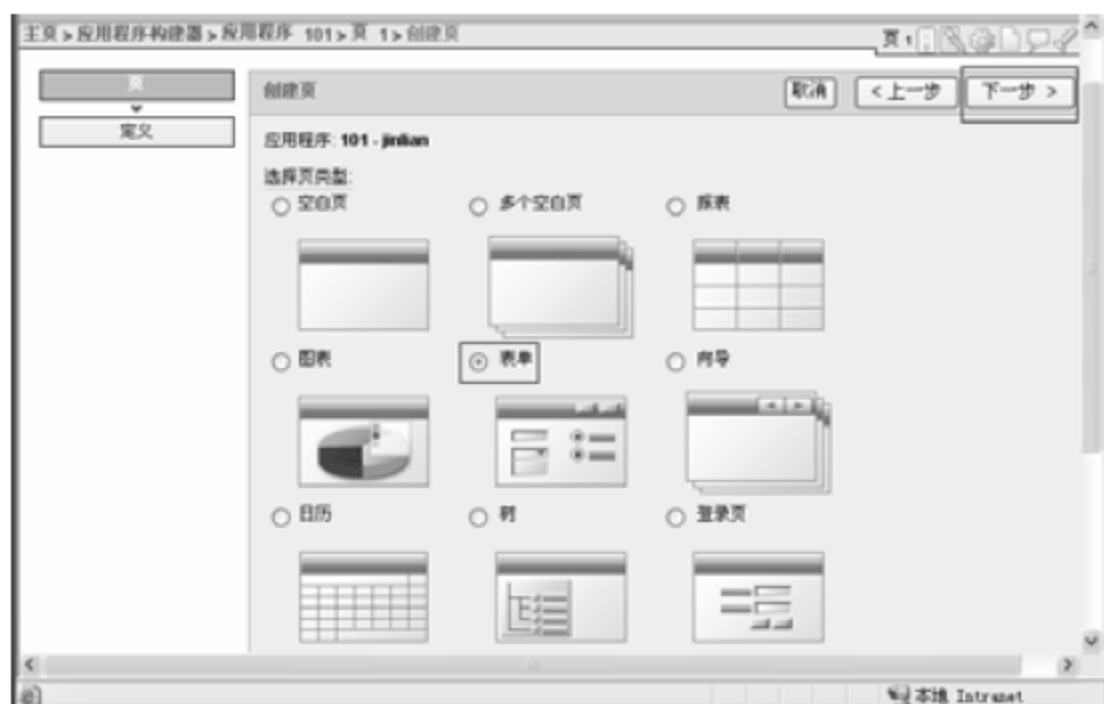 主页>应用程序构建器>应用程序 101>页 1>创建页
页 1
页
定义
创建页
取消
<上一步
下一步 >
应用程序: 101 - jinlian
选择页类型:
空白页
多个空白页
报表
图表
表单
向导
日历
树
登录页
本地 Intranet